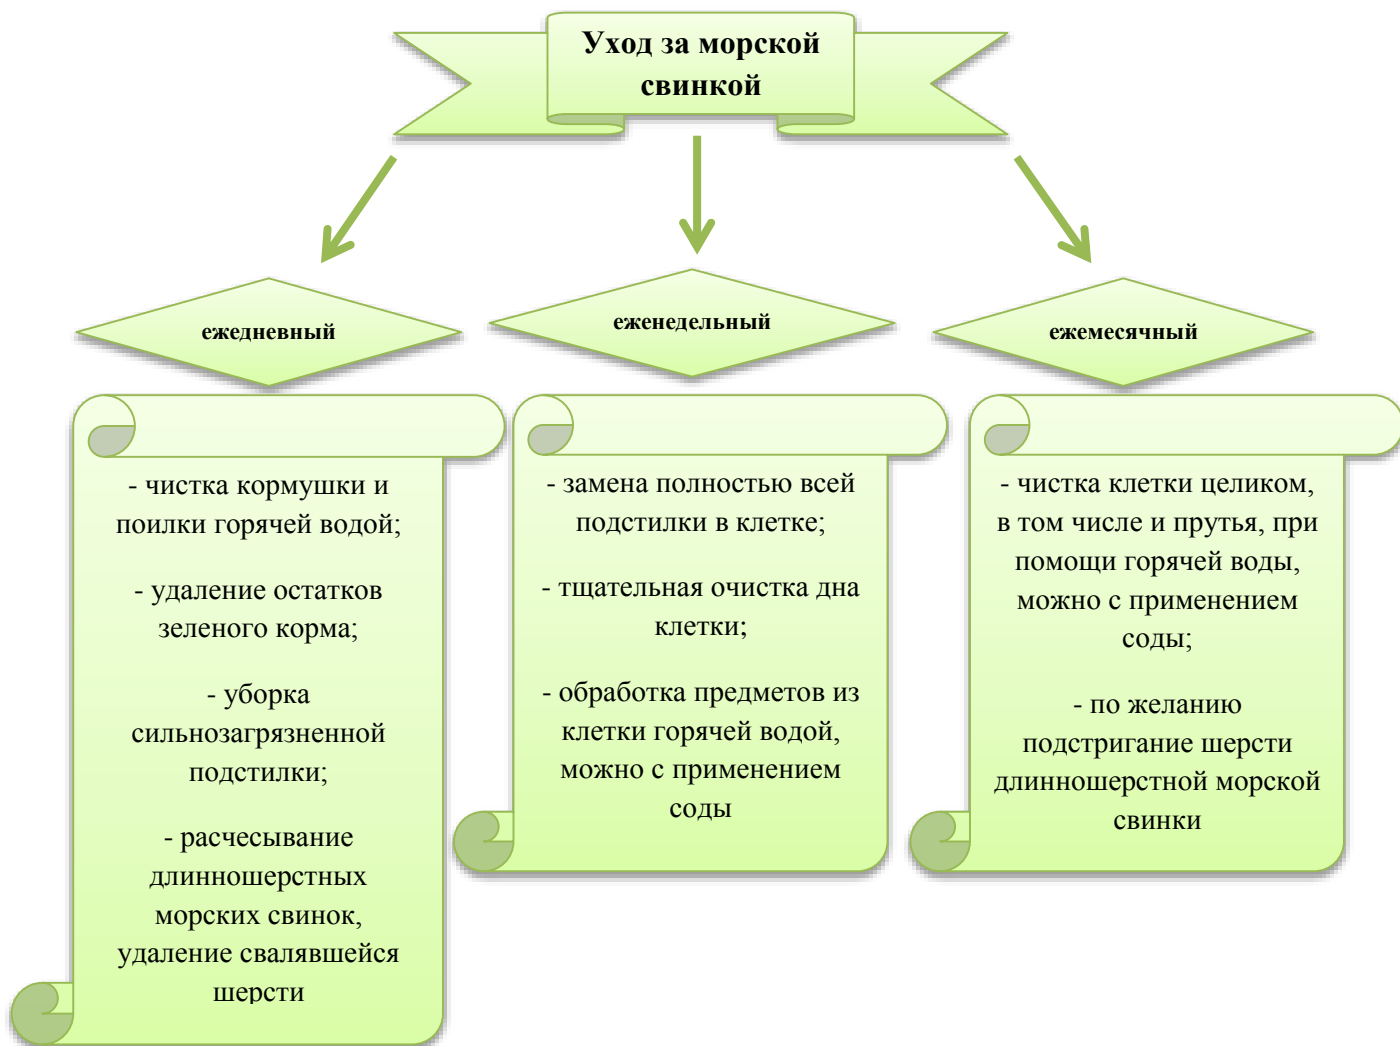 Уход за морской
свинкой
ежедневный
еженедельный
ежемесячный
- чистка кормушки и
поилки горячей водой;
- удаление остатков
зеленого корма;
- уборка
сильнозагрязненной
подстилки;
- расчесывание
длинношерстных
морских свинок,
удаление свалявшейся
шерсти
- замена полностью всей
подстилки в клетке;
- тщательная очистка дна
клетки;
- обработка предметов из
клетки горячей водой,
можно с применением
соды
- чистка клетки целиком,
в том числе и прутья, при
помощи горячей воды,
можно с применением
соды;
- по желанию
подстригание шерсти
длинношерстной морской
свинки